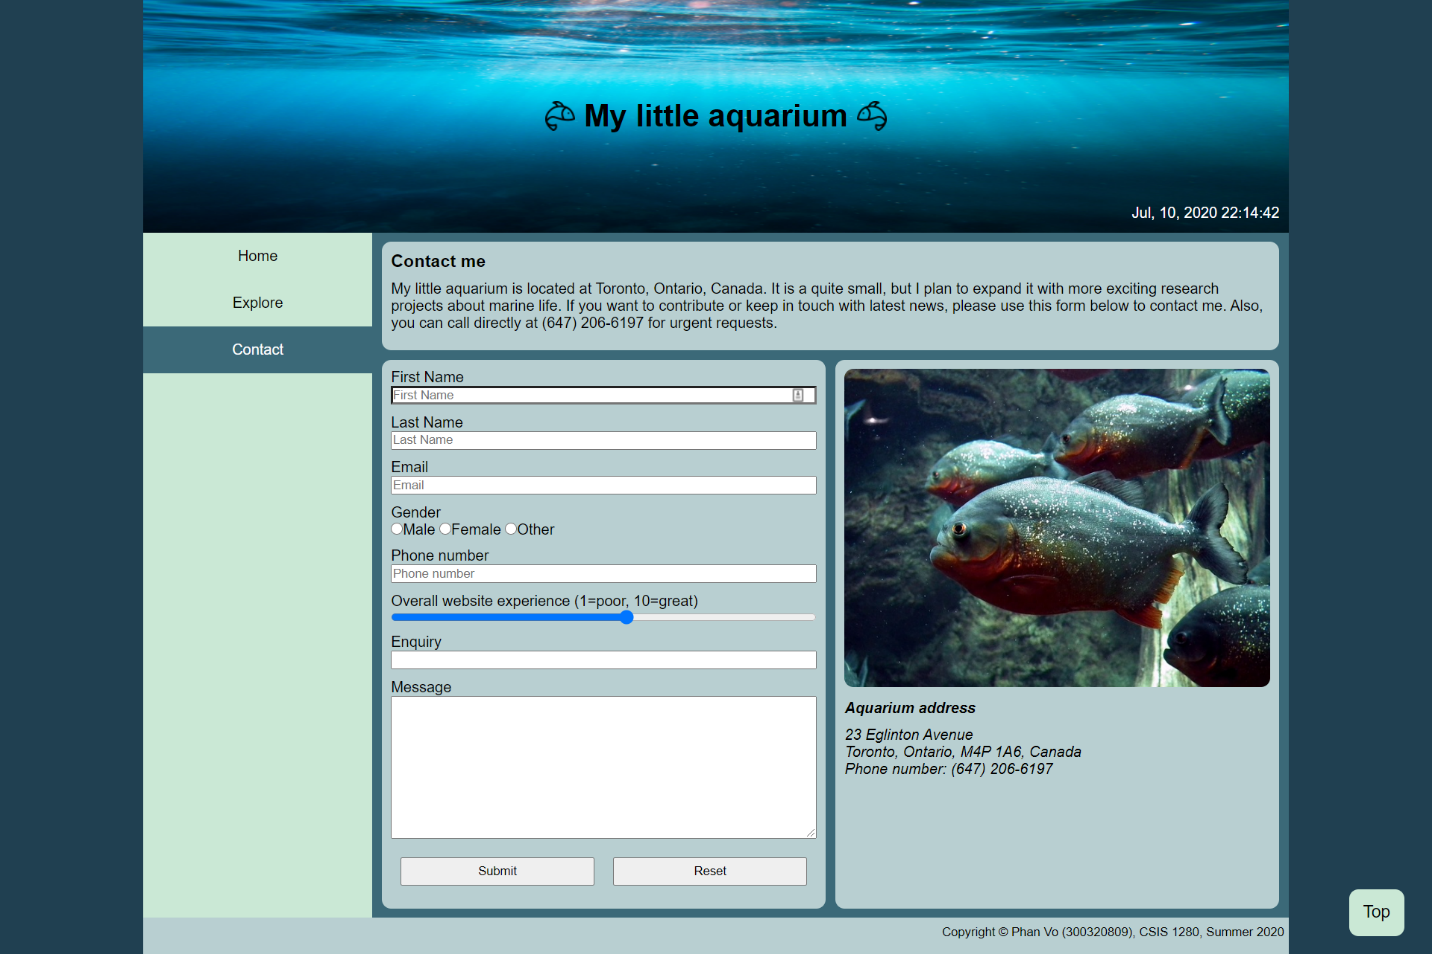 My little aquarium
Jul, 10, 2020 22:14:42
Home
Explore
Contact
Contact me
My little aquarium is located at Toronto, Ontario, Canada. It is a quite small, but I plan to expand it with more exciting research
projects about marine life. If you want to contribute or keep in touch with latest news, please use this form below to contact me. Also,
you can call directly at (647) 206-6197 for urgent requests.
First Name
First Name
Last Name
Last Name
Email
Email
Gender
Male Female Other
Phone number
Phone number
Overall website experience (1=poor, 10=great)
Enquiry
Message
Submit Reset
Aquarium address
23 Eglinton Avenue
Toronto, Ontario, M4P 1A6, Canada
Phone number: (647) 206-6197
Top
Copyright © Phan Vo (300320809), CSIS 1280, Summer 2020